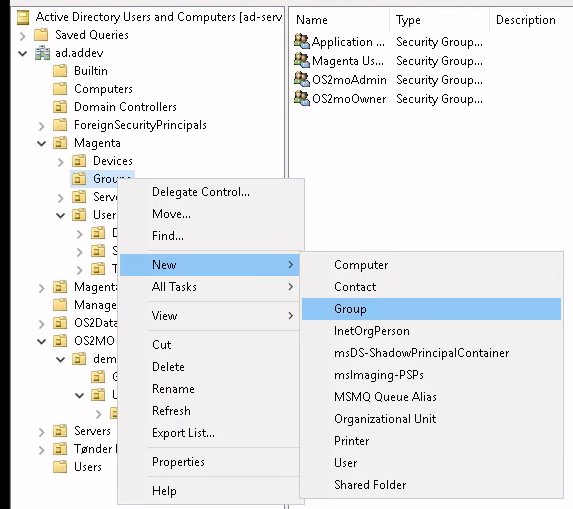 Active Directory Users and Computers [ad-serv
Saved Queries
ad.addev
Builtin
Computers
Domain Controllers
ForeignSecurityPrincipals
Magenta
Devices
Group
Serv
User
D
S
T
Magenta
Manage
OS2Data
OS2MO
dem
G
U
Servers
Tønder
Users
Name Type Description
Application ... Security Group...
Magenta Us... Security Group...
OS2moAdmin Security Group...
OS2moOwner Security Group...
Delegate Control...
Move...
Find...
New
All Tasks
View
Cut
Delete
Rename
Refresh
Export List...
Properties
Help
Computer
Contact
Group
InetOrgPerson
msDS-ShadowPrincipalContainer
msImaging-PSPs
MSMQ Queue Alias
Organizational Unit
Printer
User
Shared Folder